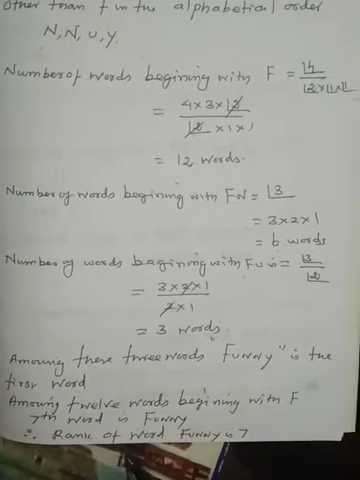 Other than F in the alphabetical order
N, N, U, Y.
Number of words begining with F = ⌊4 / ⌊2×⌊1×⌊1
= 4×3×⌊2 / ⌊2×1×1
= 12 words.
Number of words begining with FN = ⌊3
= 3×2×1
= 6 words
Number of words begining with FU is = ⌊3 / ⌊2
= 3×2×1 / 2×1
= 3 words
Among these three words "FUNNY" is the
first word
Among twelve words begining with F
7th word is FUNNY
∴ Rank of word FUNNY is 7